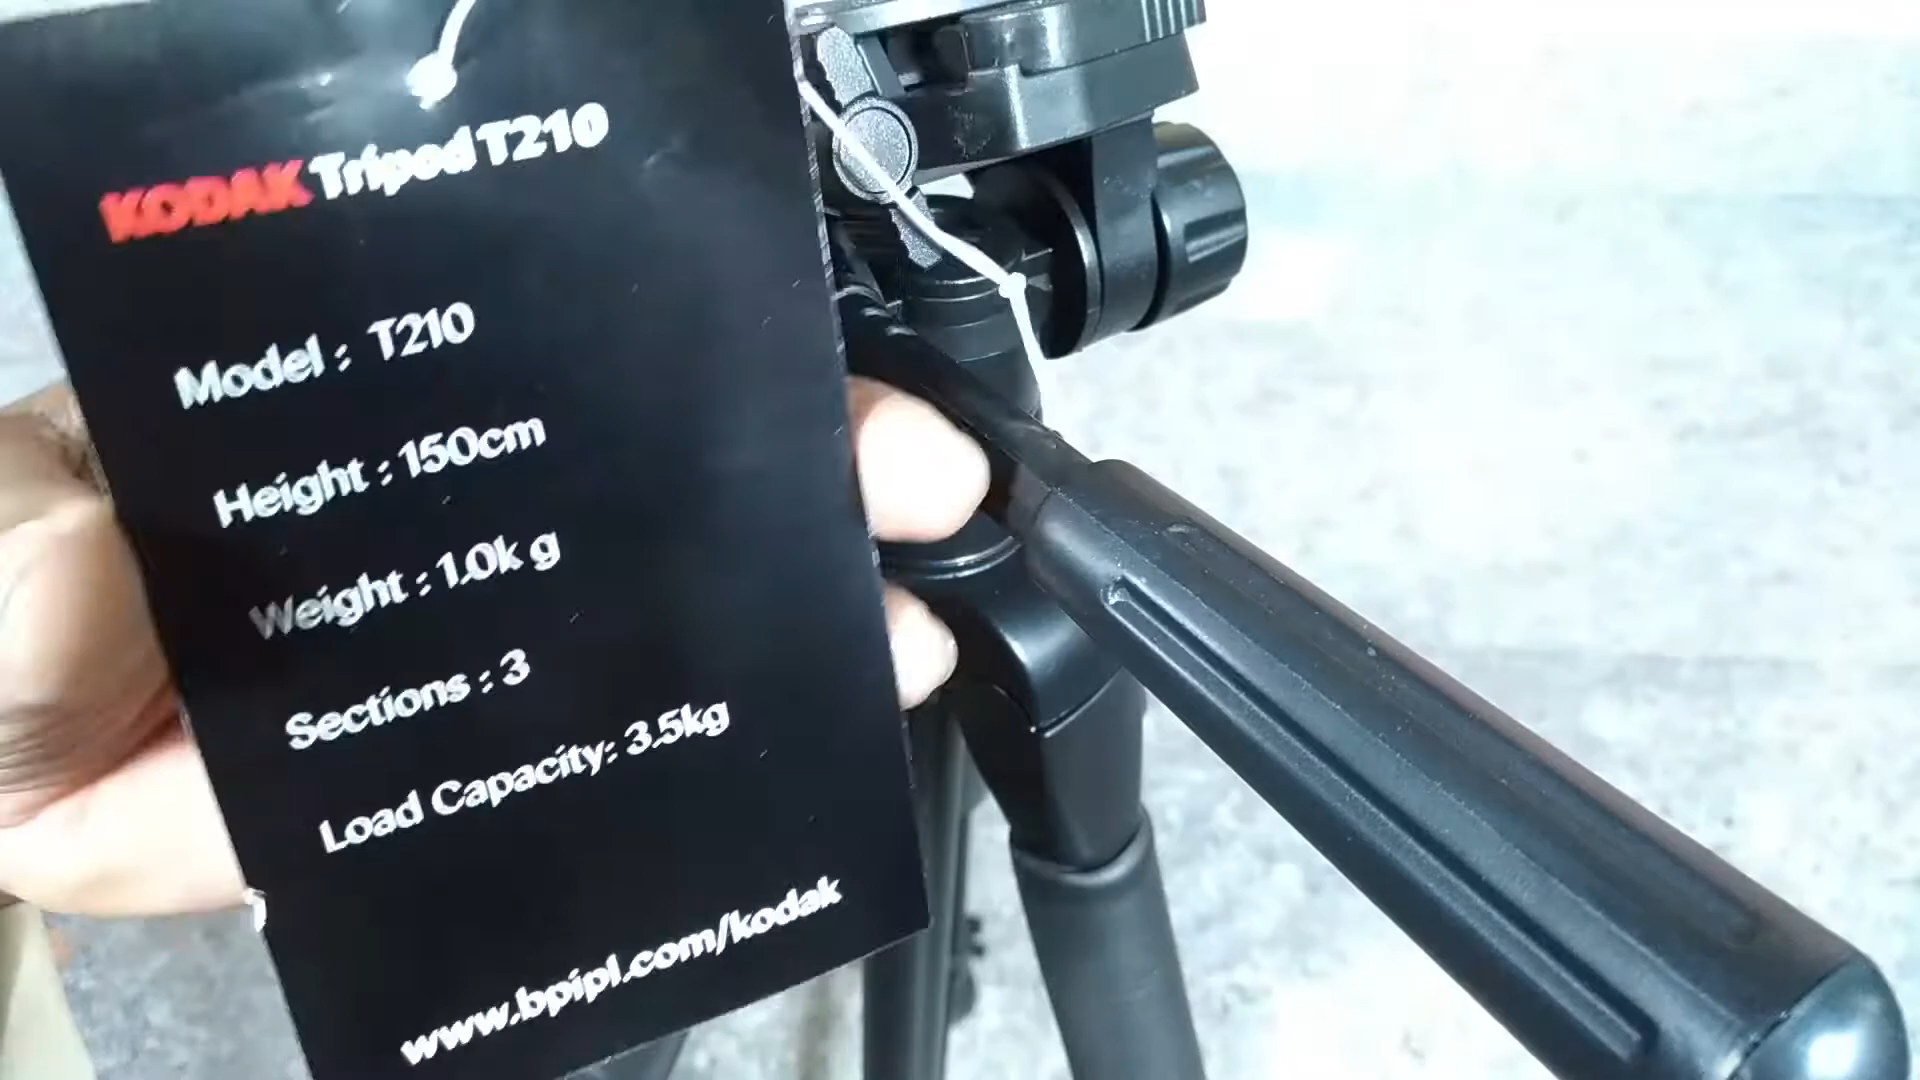 KODAK Tripod T210
Model : T210
Height : 150cm
Weight : 1.0k g
Sections : 3
Load Capacity: 3.5kg
www.bpipl.com/kodak